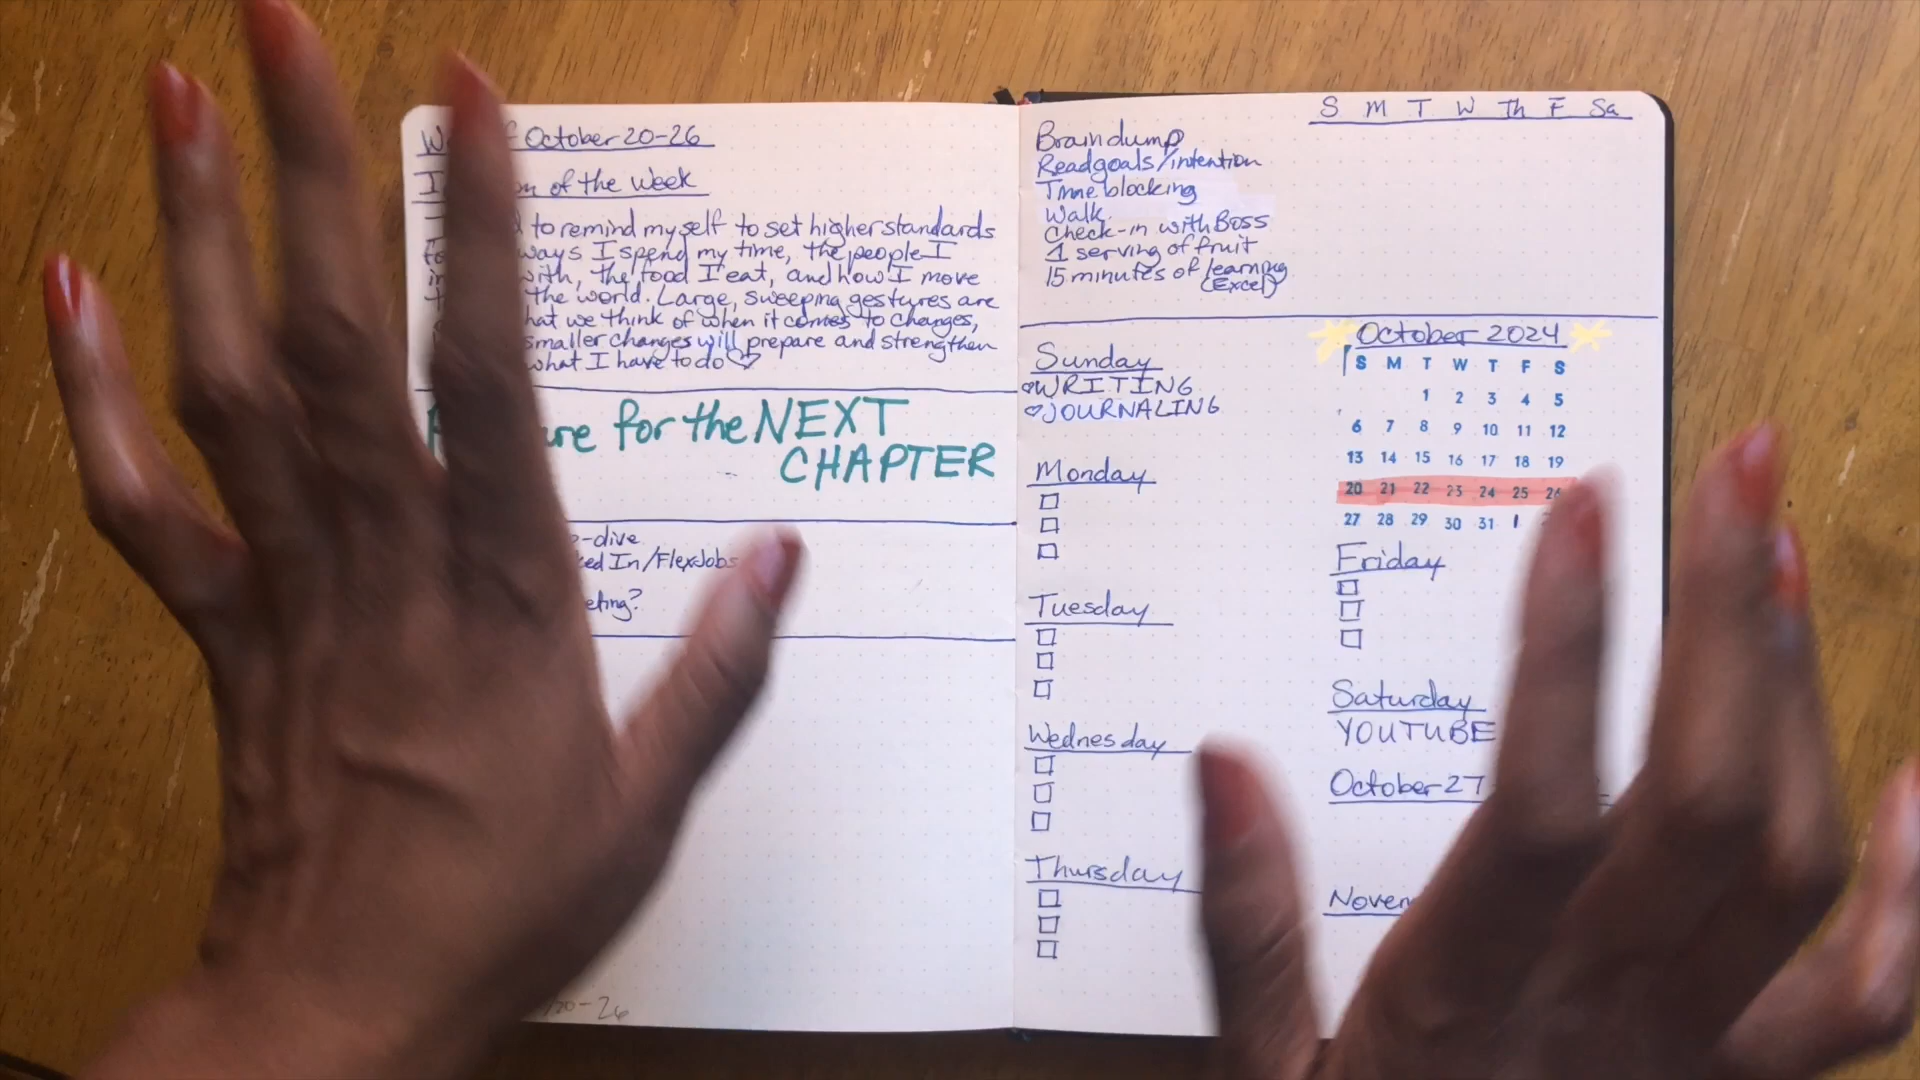 October 20-26
of the week
to remind myself to set higher standards
ways I spend my time, the people I
with, the food I eat, and how I move
the world. Large, sweeping gestures are
we think of when it comes to changes,
smaller changes will prepare and strengthen
what I have to do ♡
for the NEXT
CHAPTER
-dive
In/FlexJobs
20-26
S M T W Th F Sa
Braindump
Read goals/intention
Time blocking
Walk
Check-in with Boss
1 serving of fruit
15 minutes of learning
(Excel)
Sunday
♡WRITING
♡JOURNALING
Monday
Tuesday
Wednesday
Thursday
October 2024
S M T W T F S
1 2 3 4 5
6 7 8 9 10 11 12
13 14 15 16 17 18 19
20 21 22 23 24 25 26
27 28 29 30 31 1
Friday
Saturday
YOUTUBE
October 27